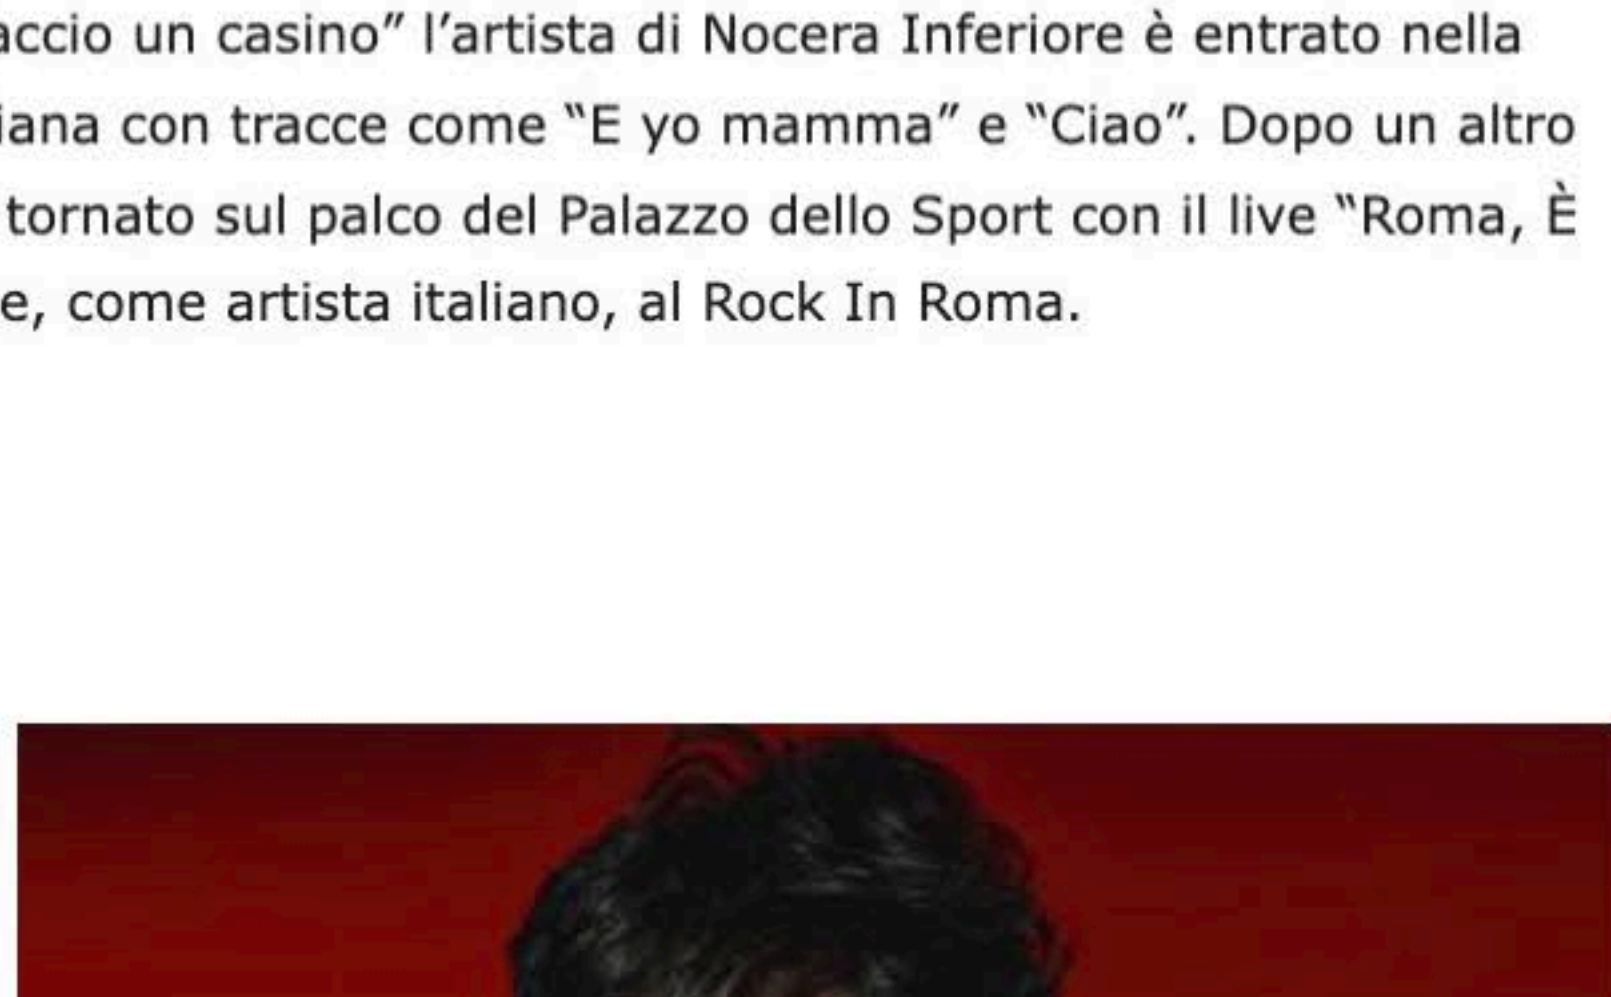 accio un casino” l’artista di Nocera Inferiore è entrato nella
iana con tracce come “E yo mamma” e “Ciao”. Dopo un altro
tornato sul palco del Palazzo dello Sport con il live “Roma, È
e, come artista italiano, al Rock In Roma.